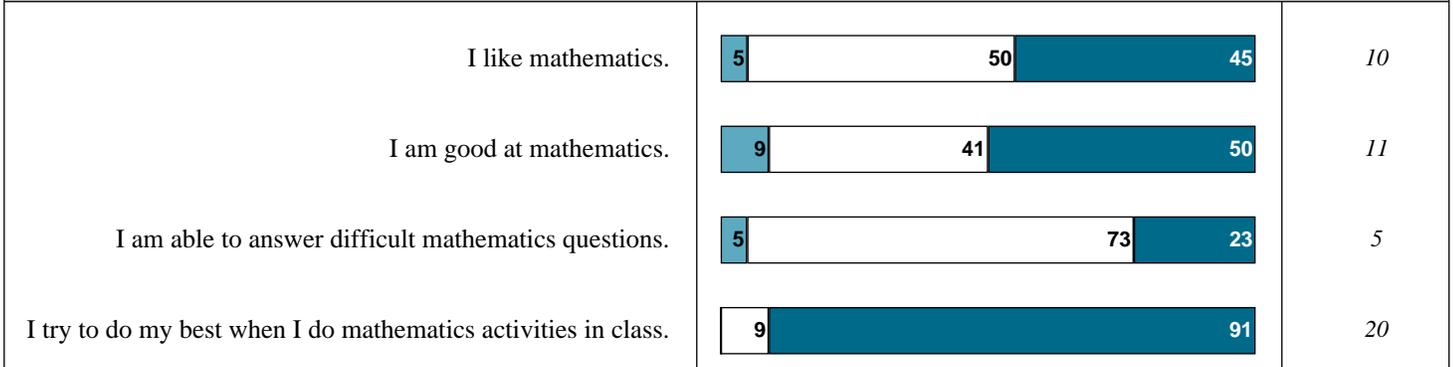 I like mathematics. 5 50 45 10
I am good at mathematics. 9 41 50 11
I am able to answer difficult mathematics questions. 5 73 23 5
I try to do my best when I do mathematics activities in class. 9 91 20